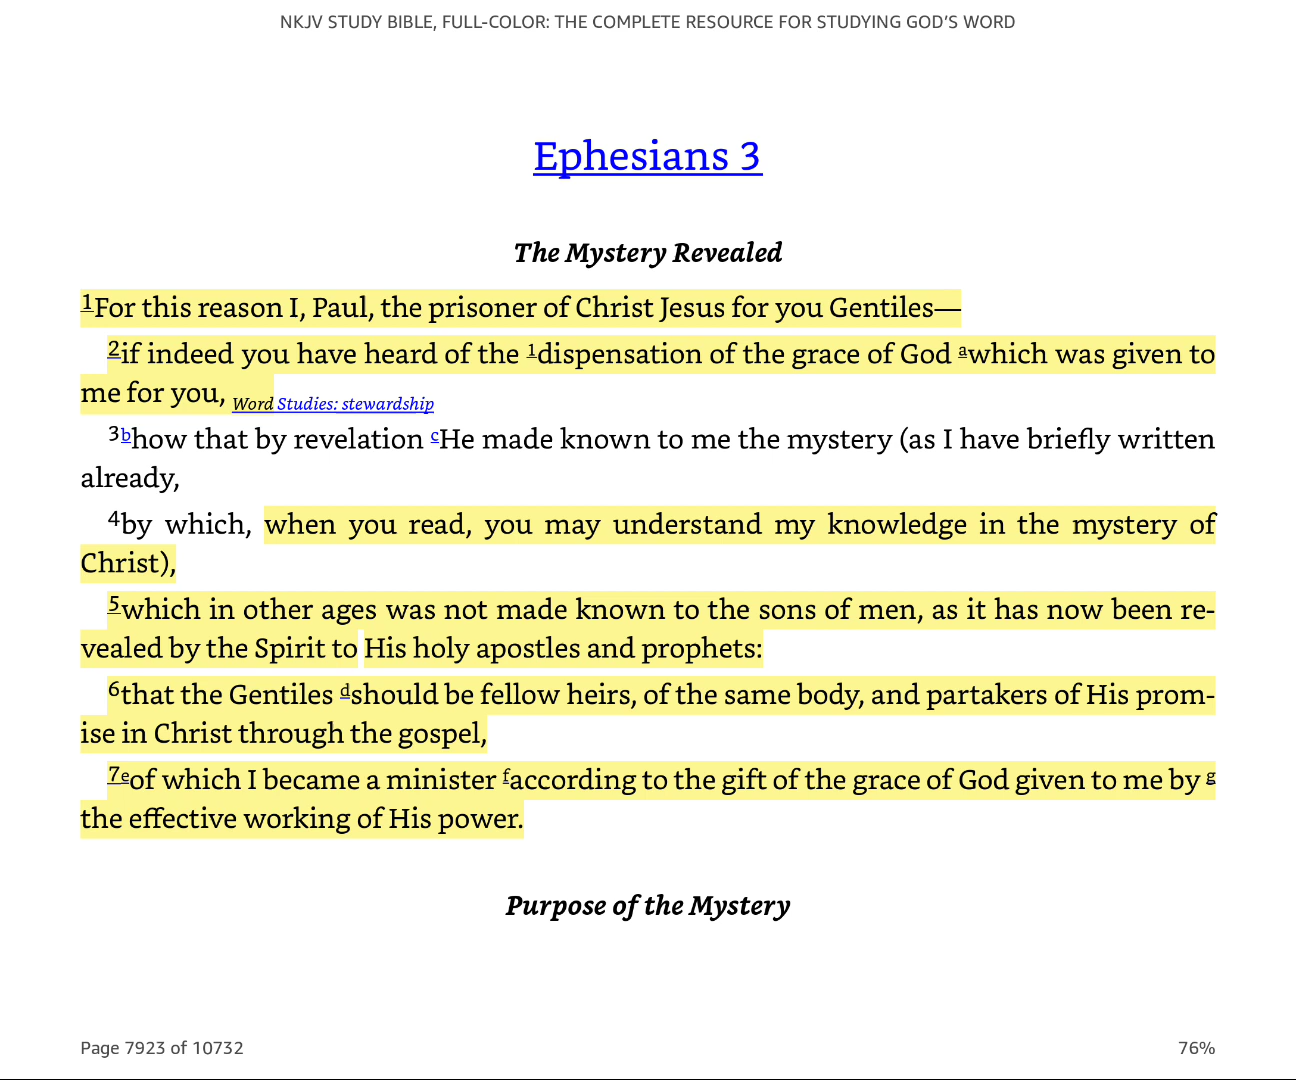 NKJV STUDY BIBLE, FULL-COLOR: THE COMPLETE RESOURCE FOR STUDYING GOD’S WORD
Ephesians 3
The Mystery Revealed
1For this reason I, Paul, the prisoner of Christ Jesus for you Gentiles—
2if indeed you have heard of the 1dispensation of the grace of God awhich was given to
me for you, Word Studies: stewardship
3bhow that by revelation cHe made known to me the mystery (as I have briefly written
already,
4by which, when you read, you may understand my knowledge in the mystery of
Christ),
5which in other ages was not made known to the sons of men, as it has now been re-
vealed by the Spirit to His holy apostles and prophets:
6that the Gentiles dshould be fellow heirs, of the same body, and partakers of His prom-
ise in Christ through the gospel,
7eof which I became a minister faccording to the gift of the grace of God given to me by g
the effective working of His power.
Purpose of the Mystery
Page 7923 of 10732
76%